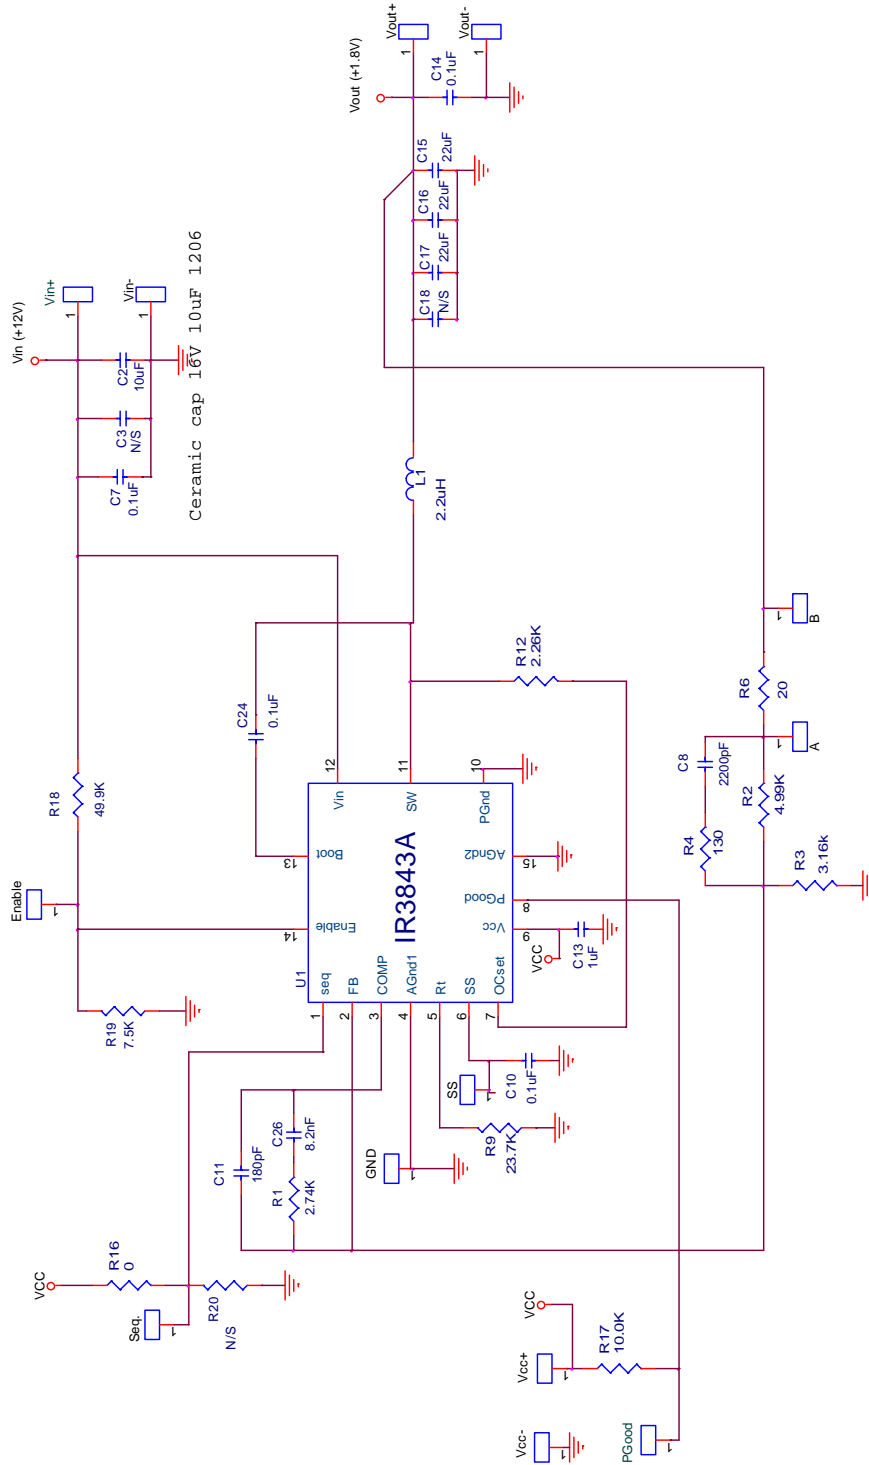 Vin (+12V)
Vin+
1
Vin-
1
C2
10uF
C3
N/S
C7
0.1uF
Ceramic cap 16V 10uF 1206
Vout (+1.8V)
Vout+
1
Vout-
1
C14
0.1uF
C15
22uF
C16
22uF
C17
22uF
C18
N/S
L1
2.2uH
Enable
1
R18
49.9K
R19
7.5K
C24
0.1uF
R12
2.26K
U1
IR3843A
seq
1
FB
2
COMP
3
AGnd1
4
Rt
5
SS
6
OCset
7
PGood
8
Vcc
9
PGnd
10
SW
11
Vin
12
Boot
13
Enable
14
AGnd2
15
VCC
C13
1uF
C11
180pF
C26
8.2nF
R1
2.74K
VCC
R16
0
Seq.
1
R20
N/S
GND
1
SS
1
C10
0.1uF
R9
23.7K
B
1
R6
20
A
1
C8
2200pF
R4
130
R2
4.99K
R3
3.16k
VCC
Vcc+
1
R17
10.0K
Vcc-
1
PGood
1